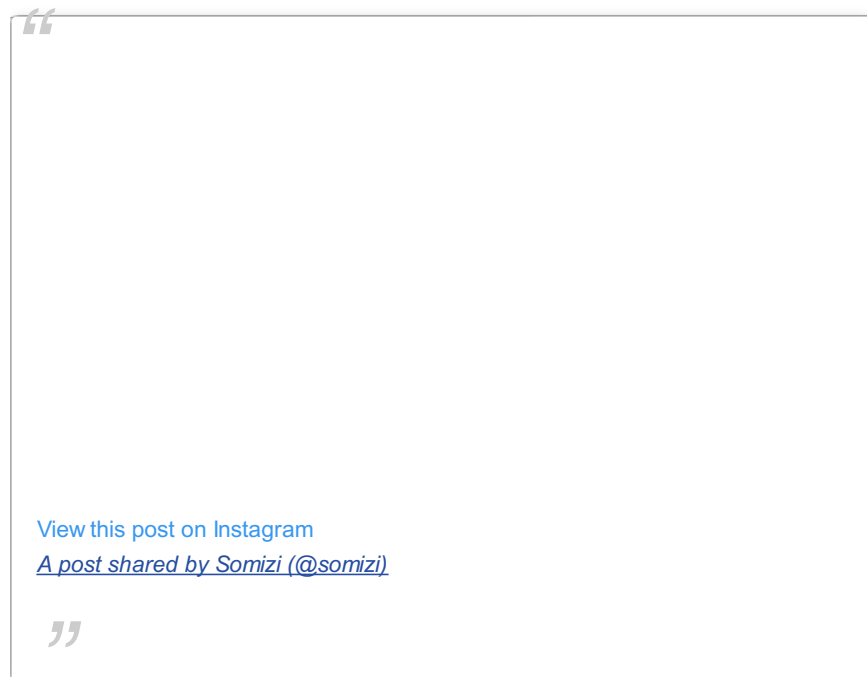 “
View this post on Instagram
A post shared by Somizi (@somizi)
”